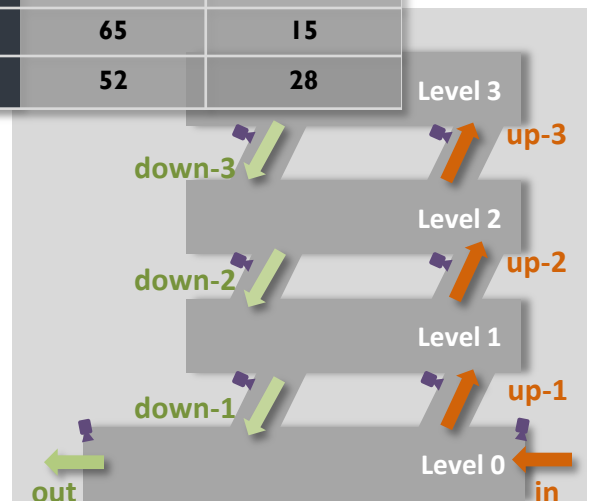 65 15
52 28
Level 3
up-3
down-3
Level 2
up-2
down-2
Level 1
up-1
down-1
Level 0
out
in